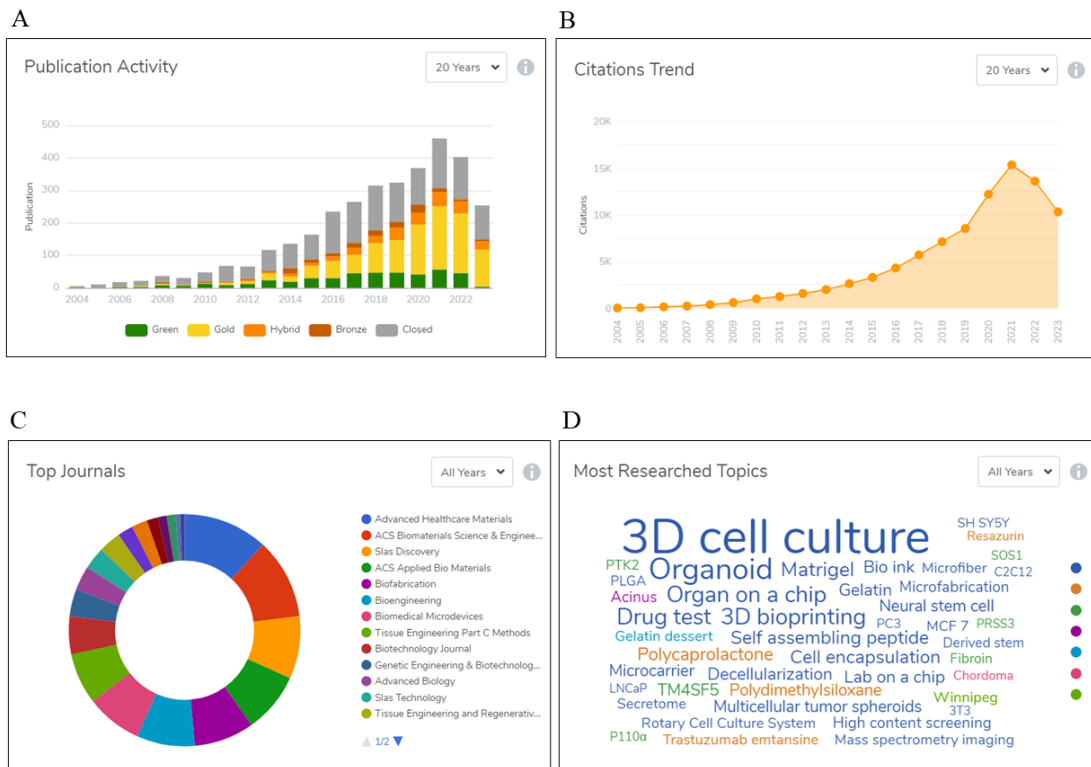 A
Publication Activity
20 Years
500
400
300
200
100
0
Publication
2004 2006 2008 2010 2012 2014 2016 2018 2020 2022
Green Gold Hybrid Bronze Closed
B
Citations Trend
20 Years
20K
15K
10K
5K
0
Citations
2004 2005 2006 2007 2008 2009 2010 2011 2012 2013 2014 2015 2016 2017 2018 2019 2020 2021 2022 2023
C
Top Journals
All Years
Advanced Healthcare Materials
ACS Biomaterials Science & Enginee...
Slas Discovery
ACS Applied Bio Materials
Biofabrication
Bioengineering
Biomedical Microdevices
Tissue Engineering Part C Methods
Biotechnology Journal
Genetic Engineering & Biotechnolog...
Advanced Biology
Slas Technology
Tissue Engineering and Regenerativ...
1/2
D
Most Researched Topics
All Years
3D cell culture
SH SY5Y
Resazurin
SOS1
PTK2
Organoid Matrigel Bio ink Microfiber C2C12
PLGA
Acinus Organ on a chip Gelatin Microfabrication
Drug test 3D bioprinting Neural stem cell
PC3 MCF 7 PRSS3
Gelatin dessert Self assembling peptide Derived stem
Polycaprolactone Cell encapsulation Fibroin
Microcarrier Decellularization Lab on a chip Chordoma
LNCaP TM4SF5 Polydimethylsiloxane Winnipeg
Secretome Multicellular tumor spheroids 3T3
Rotary Cell Culture System High content screening
P110α Trastuzumab emtansine Mass spectrometry imaging